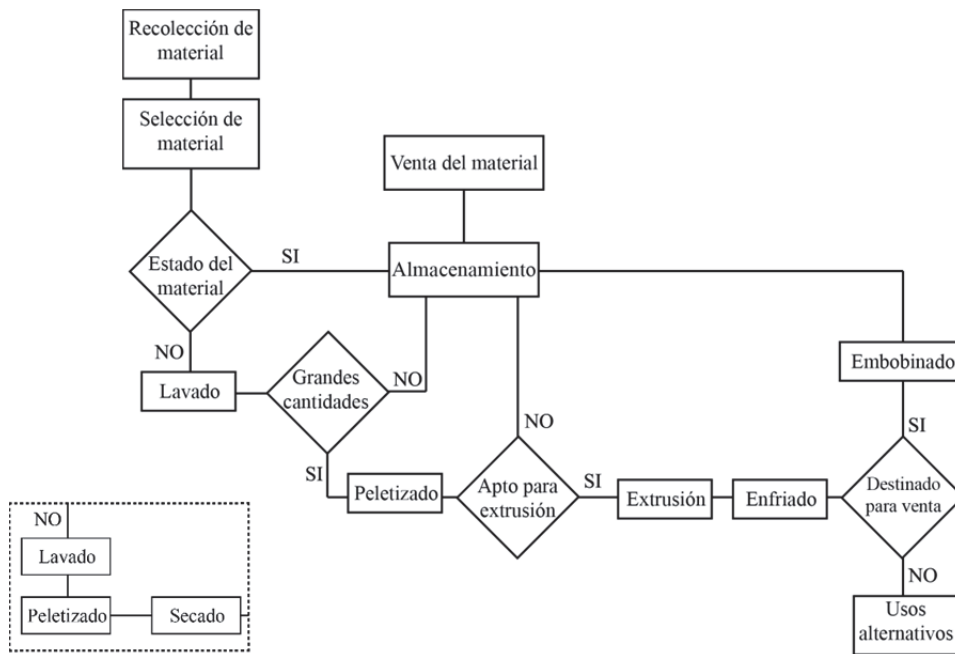 Recolección de
material
Selección de
material
Venta del material
Estado del
material
SI
Almacenamiento
NO
Lavado
Grandes
cantidades
NO
SI
Peletizado
NO
Apto para
extrusión
SI
Extrusión
Enfriado
Embobinado
SI
Destinado
para venta
NO
Usos
alternativos
NO
Lavado
Peletizado
Secado